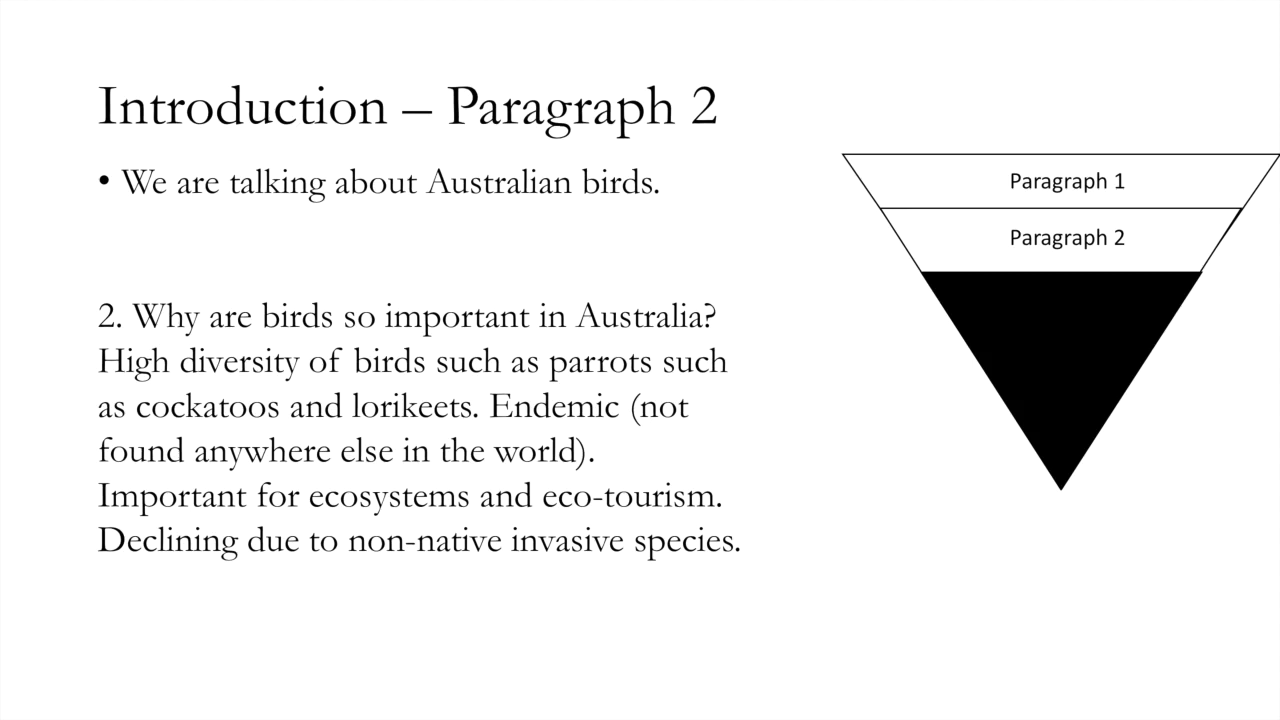 Introduction – Paragraph 2
• We are talking about Australian birds.
2. Why are birds so important in Australia?
High diversity of birds such as parrots such
as cockatoos and lorikeets. Endemic (not
found anywhere else in the world).
Important for ecosystems and eco-tourism.
Declining due to non-native invasive species.
Paragraph 1
Paragraph 2